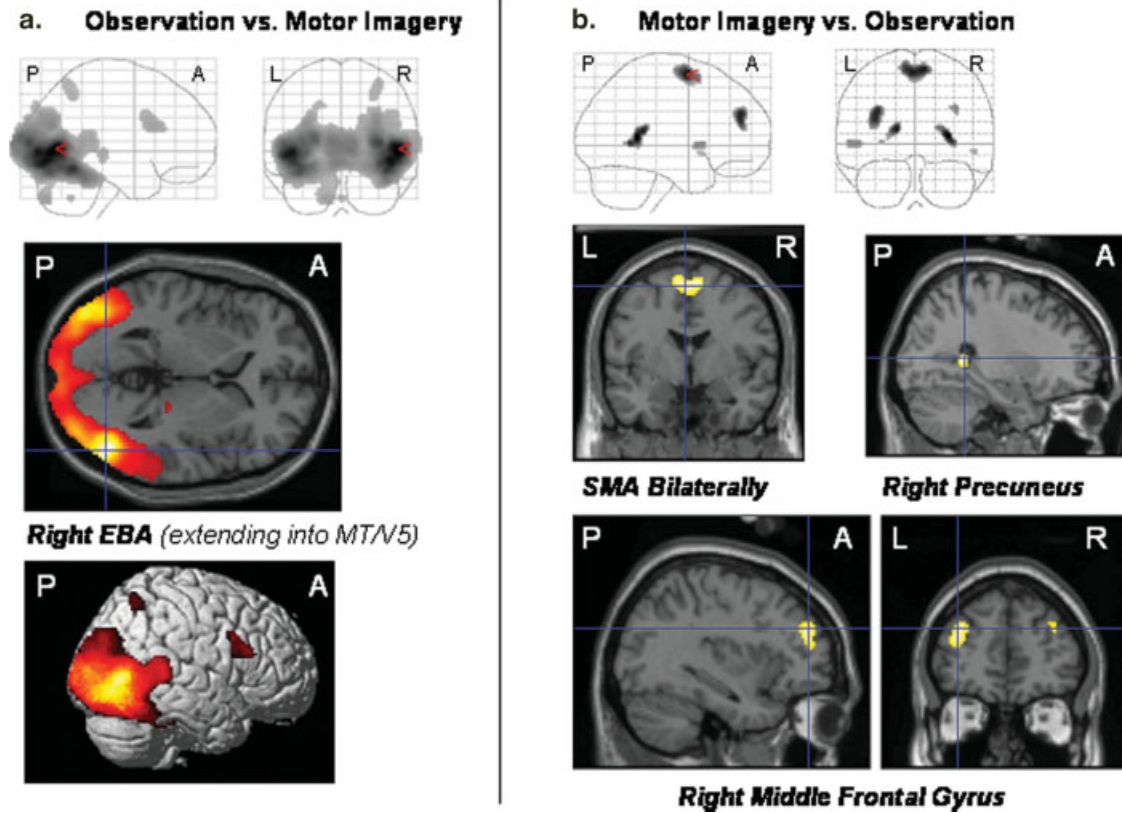 a. Observation vs. Motor Imagery
P A L R
P A
Right EBA (extending into MT/V5)
P A
b. Motor Imagery vs. Observation
P A L R
L R P A
SMA Bilaterally Right Precuneus
P A L R
Right Middle Frontal Gyrus